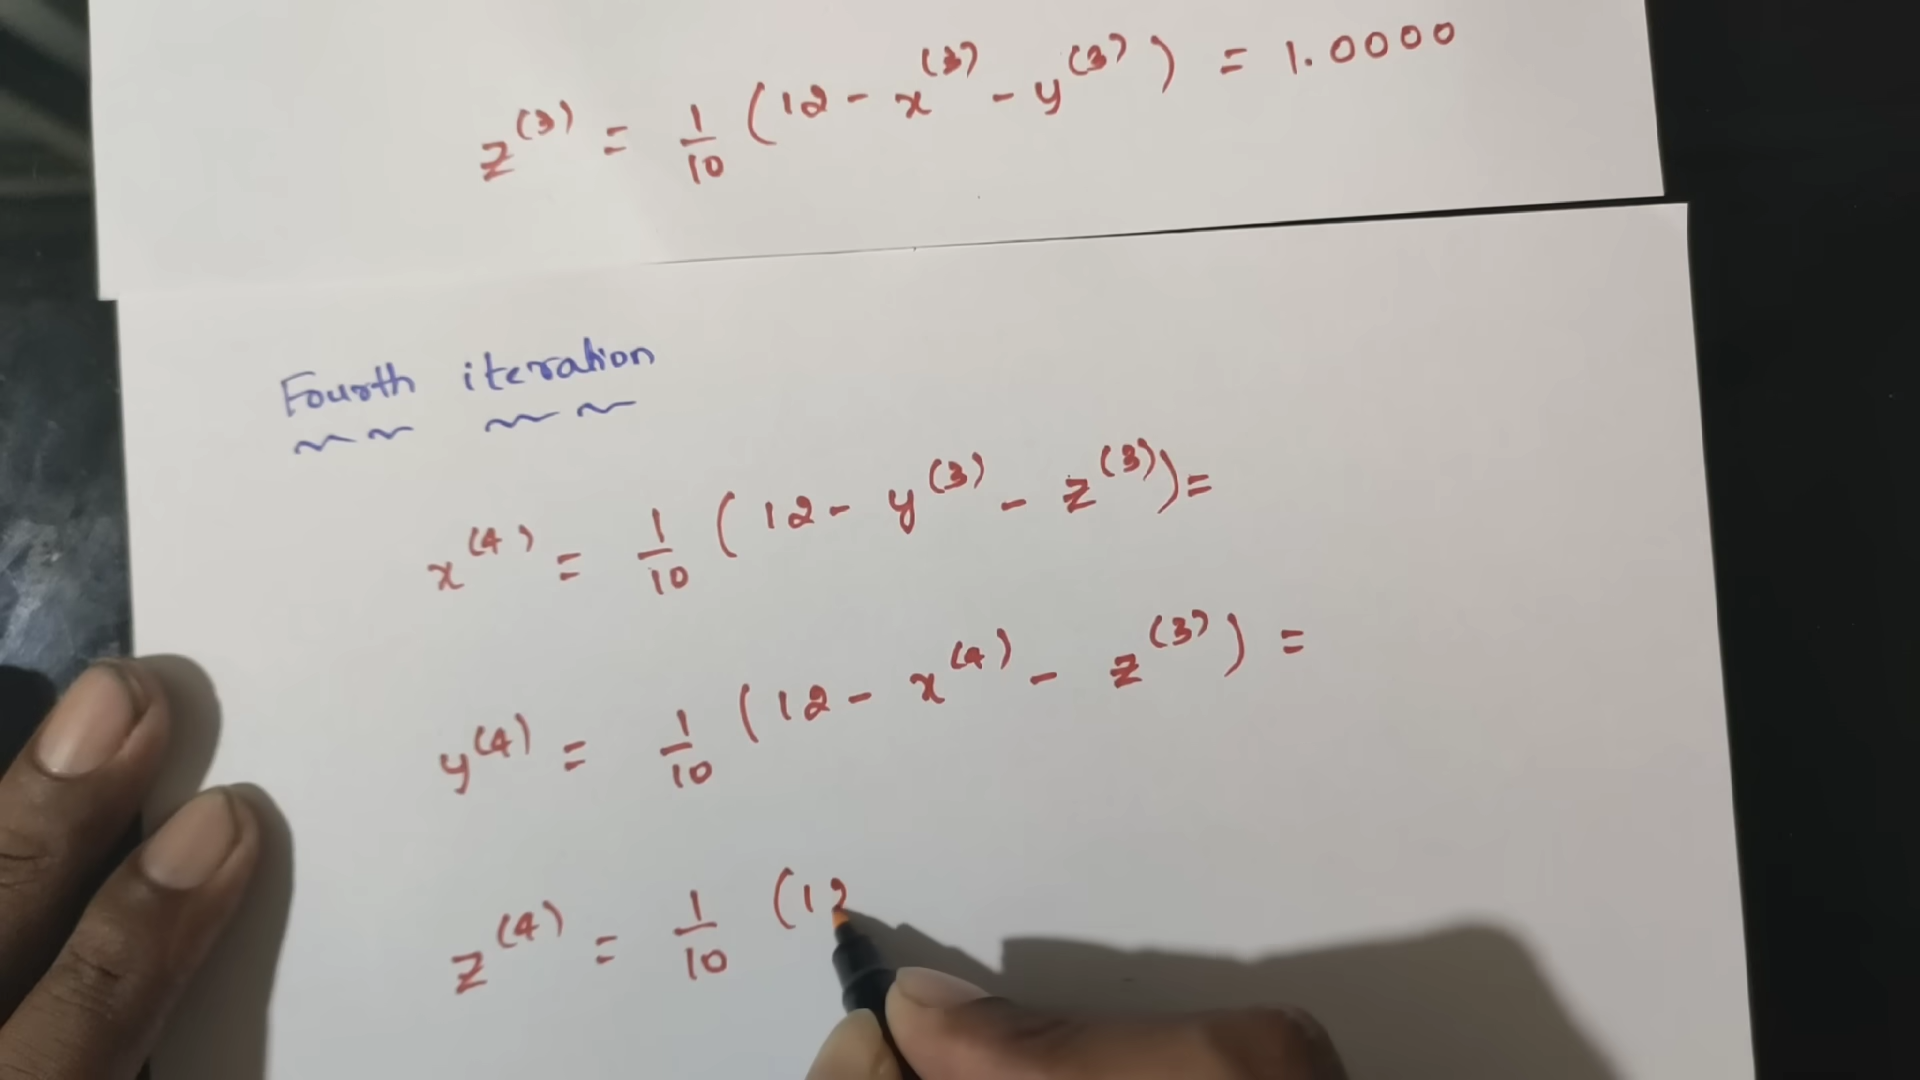 z^(3) = 1/10 (12 - x^(3) - y^(3)) = 1.0000
Fourth iteration
x^(4) = 1/10 (12 - y^(3) - z^(3)) =
y^(4) = 1/10 (12 - x^(4) - z^(3)) =
z^(4) = 1/10 (12